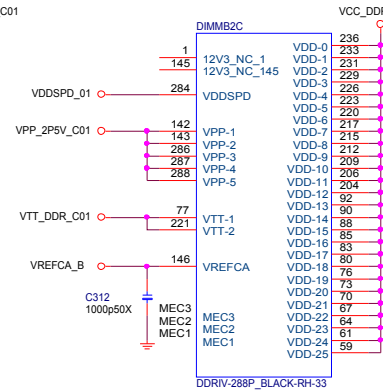 C01
VCC_DDR
DIMMB2C
1 12V3_NC_1
145 12V3_NC_145
VDDSPD_01 284 VDDSPD
VPP_2P5V_C01 142 VPP-1
143 VPP-2
286 VPP-3
287 VPP-4
288 VPP-5
VTT_DDR_C01 77 VTT-1
221 VTT-2
VREFCA_B 146 VREFCA
C312
1000p50X
MEC3 MEC3
MEC2 MEC2
MEC1 MEC1
VDD-0 236
VDD-1 233
VDD-2 231
VDD-3 229
VDD-4 226
VDD-5 223
VDD-6 220
VDD-7 217
VDD-8 215
VDD-9 212
VDD-10 209
VDD-11 206
VDD-12 204
VDD-13 92
VDD-14 90
VDD-15 88
VDD-16 85
VDD-17 83
VDD-18 80
VDD-19 76
VDD-20 73
VDD-21 70
VDD-22 67
VDD-23 64
VDD-24 61
VDD-25 59
DDRIV-288P_BLACK-RH-33